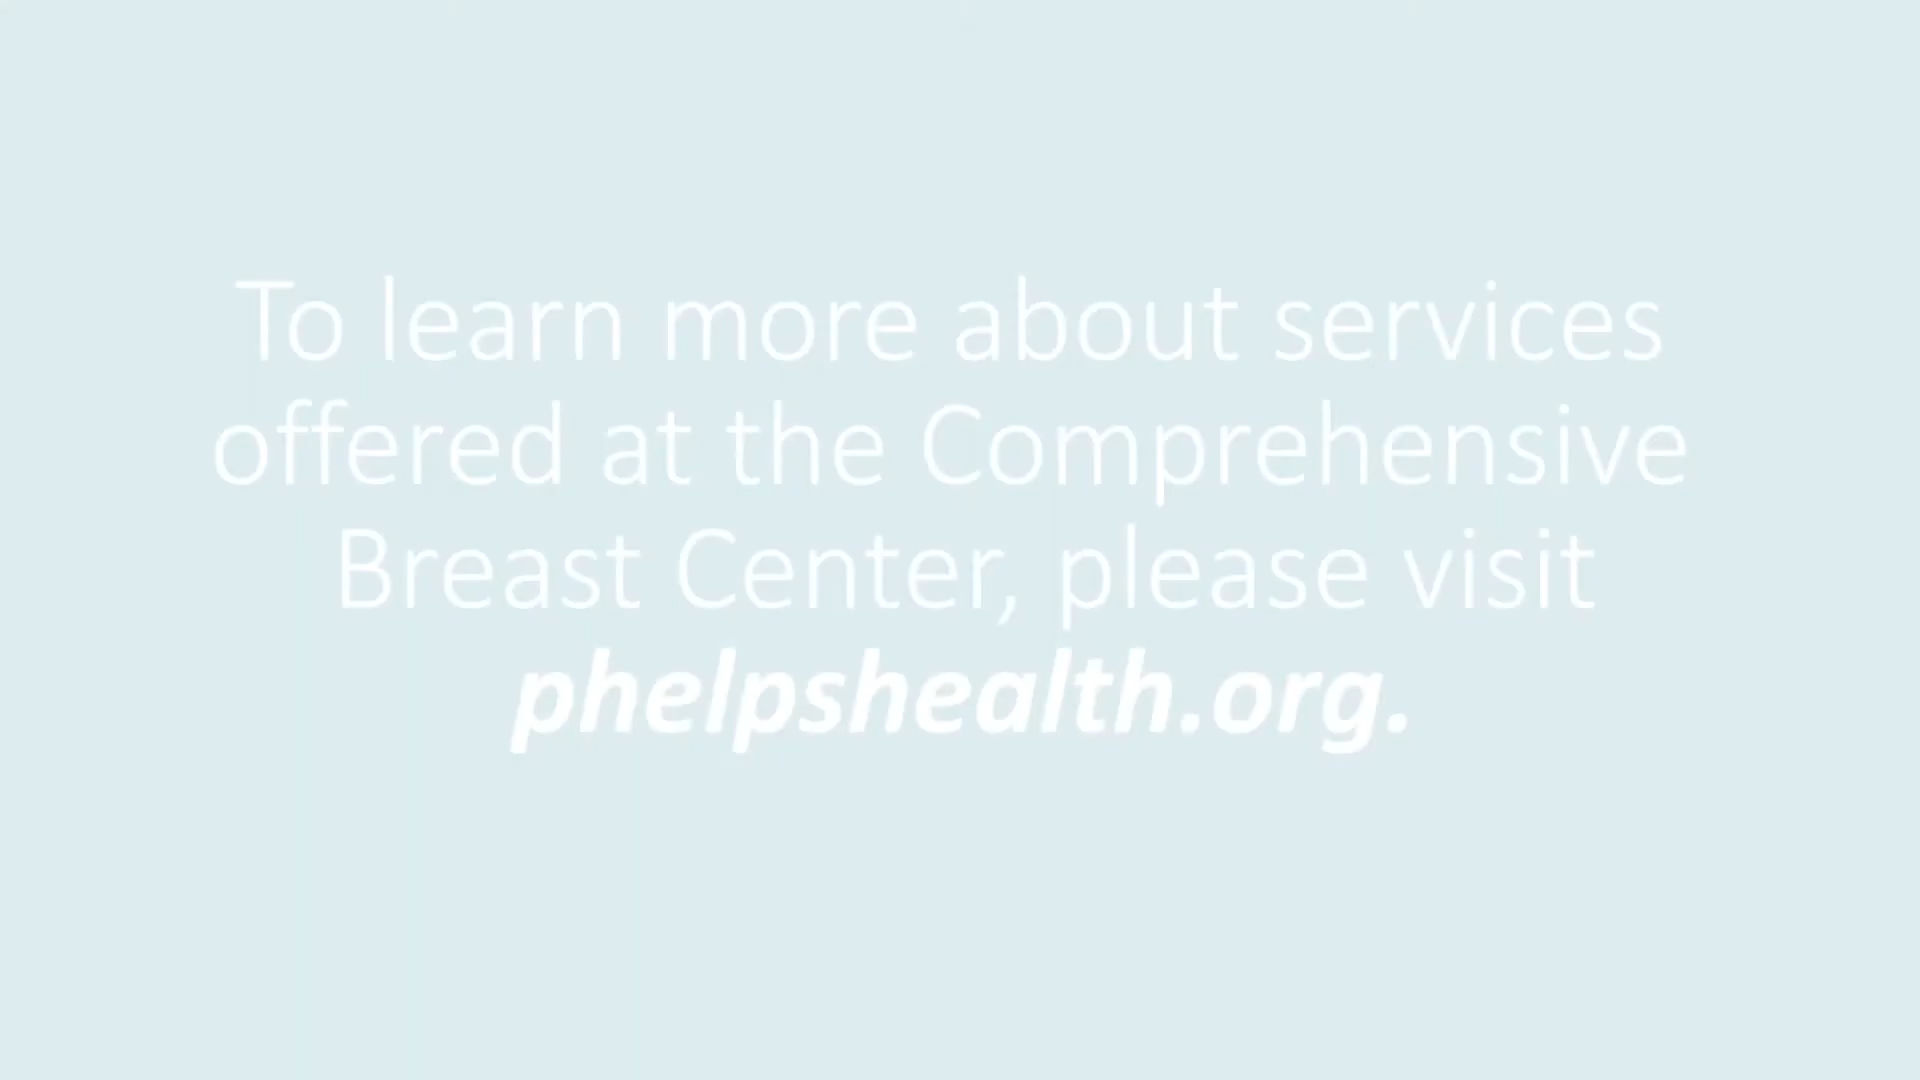 To learn more about services
offered at the Comprehensive
Breast Center, please visit
phelpshealth.org.